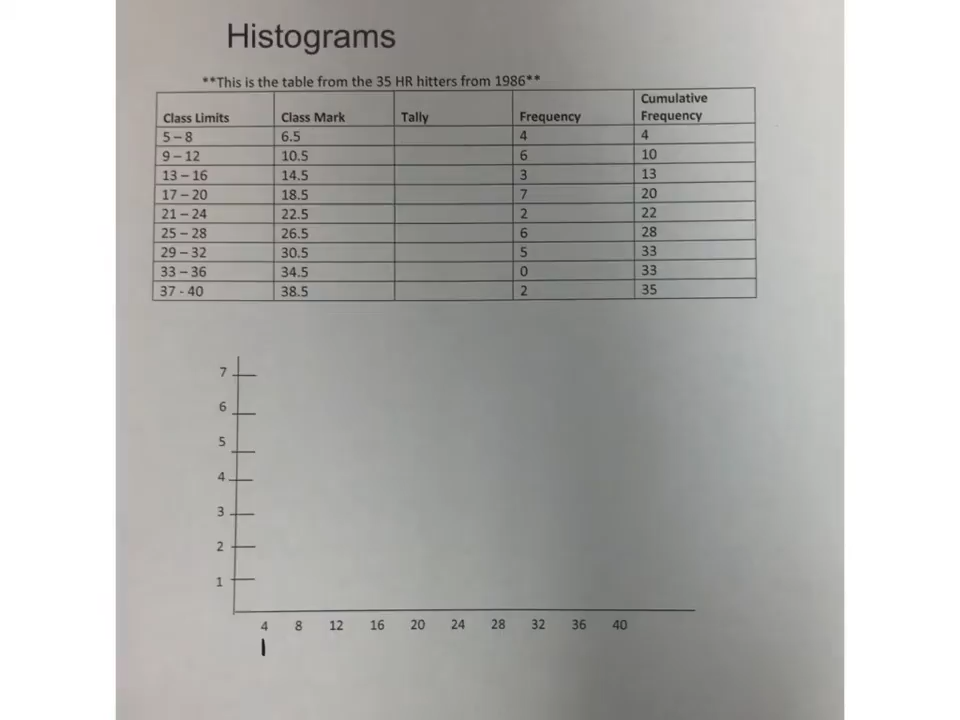 Histograms
**This is the table from the 35 HR hitters from 1986**
Class Limits Class Mark Tally Frequency Cumulative Frequency
5 – 8 6.5 4 4
9 – 12 10.5 6 10
13 – 16 14.5 3 13
17 – 20 18.5 7 20
21 – 24 22.5 2 22
25 – 28 26.5 6 28
29 – 32 30.5 5 33
33 – 36 34.5 0 33
37 - 40 38.5 2 35
7
6
5
4
3
2
1
4 8 12 16 20 24 28 32 36 40